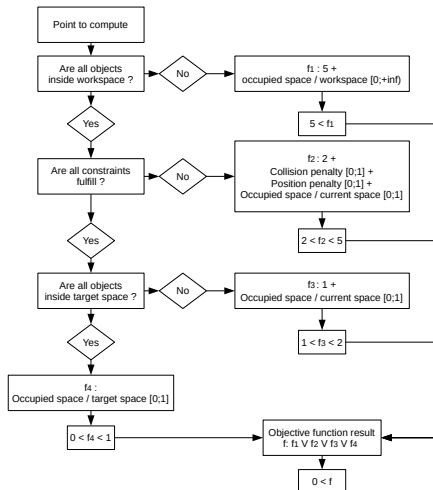 Point to compute
Are all objects
inside workspace ?
No
f1 : 5 +
occupied space / workspace [0;+inf)
Yes
5 < f1
Are all constraints
fulfill ?
No
f2 : 2 +
Collision penalty [0;1] +
Position penalty [0;1] +
Occupied space / current space [0;1]
Yes
2 < f2 < 5
Are all objects
inside target space ?
No
f3 : 1 +
Occupied space / current space [0;1]
Yes
1 < f3 < 2
f4 :
Occupied space / target space [0;1]
0 < f4 < 1
Objective function result
f: f1 V f2 V f3 V f4
0 < f